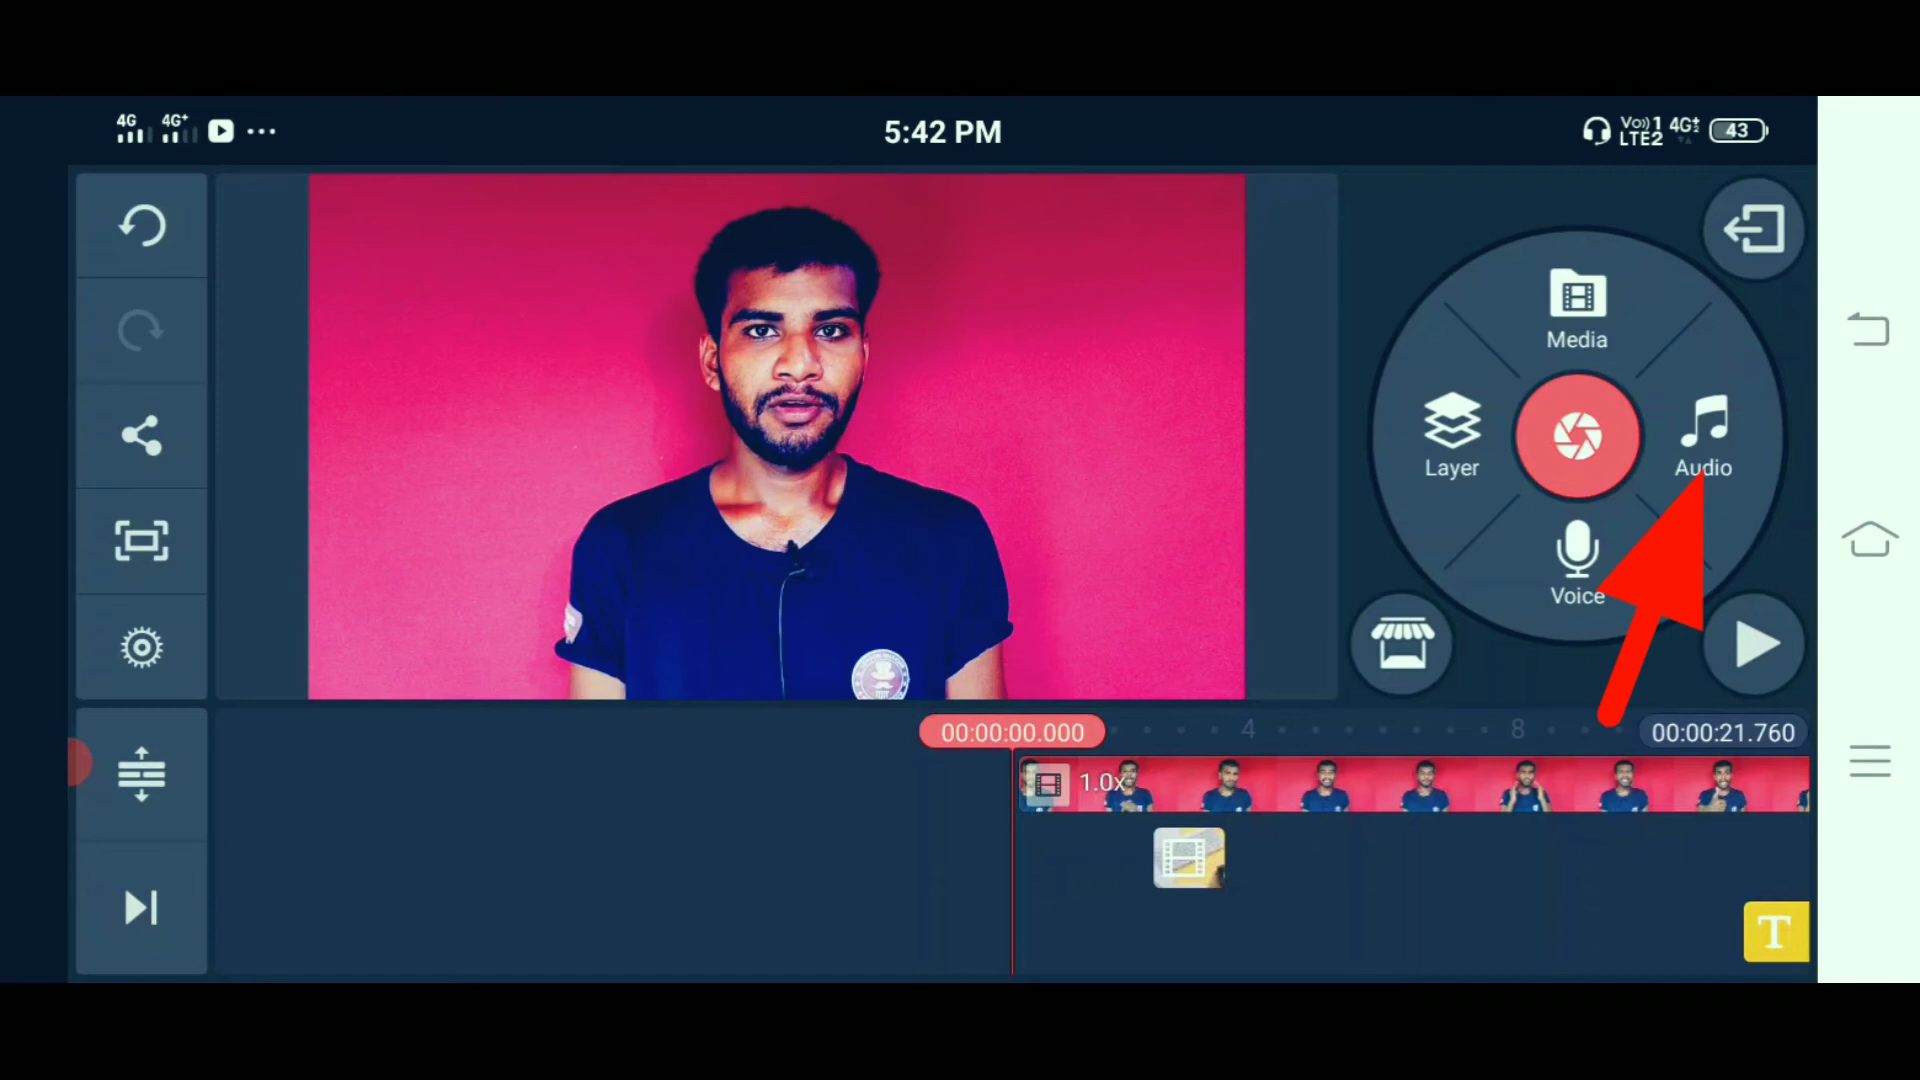 4G 4G+ 5:42 PM Vo)) 1 LTE2 4G+ 43
Media
Layer
Audio
Voice
00:00:00.000 4 8 00:00:21.760
1.0x
T